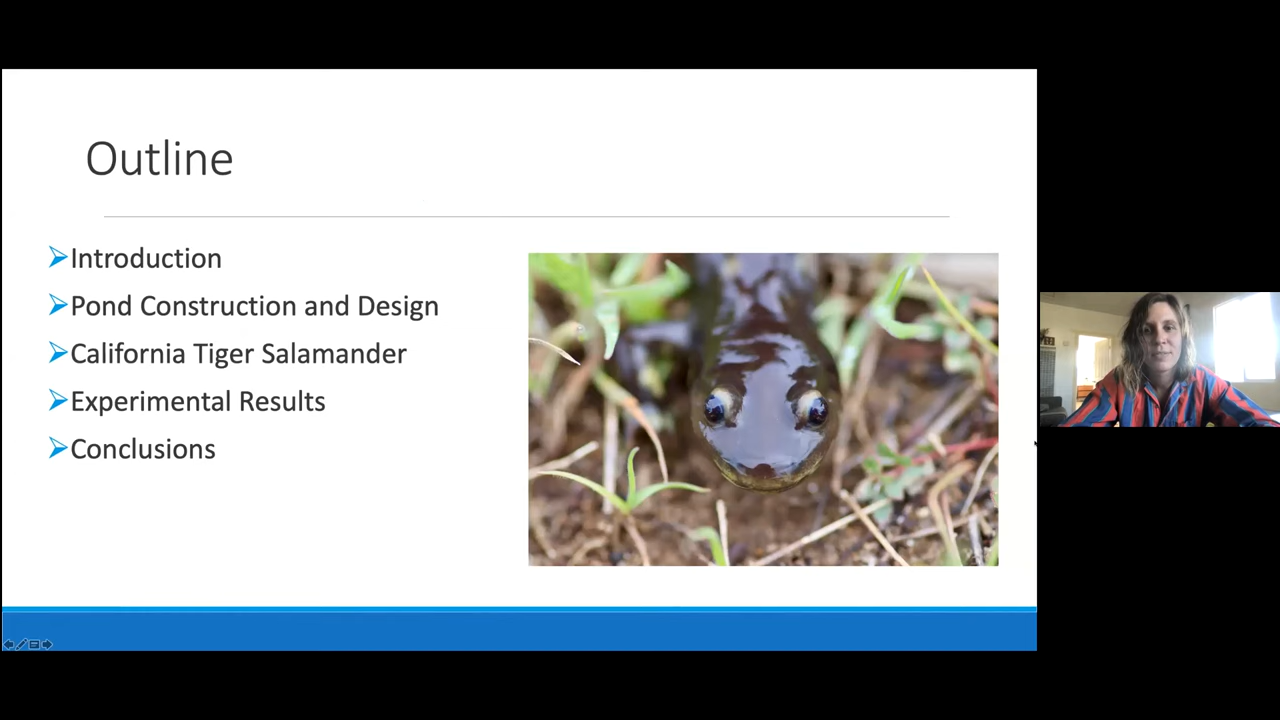 Outline
Introduction
Pond Construction and Design
California Tiger Salamander
Experimental Results
Conclusions